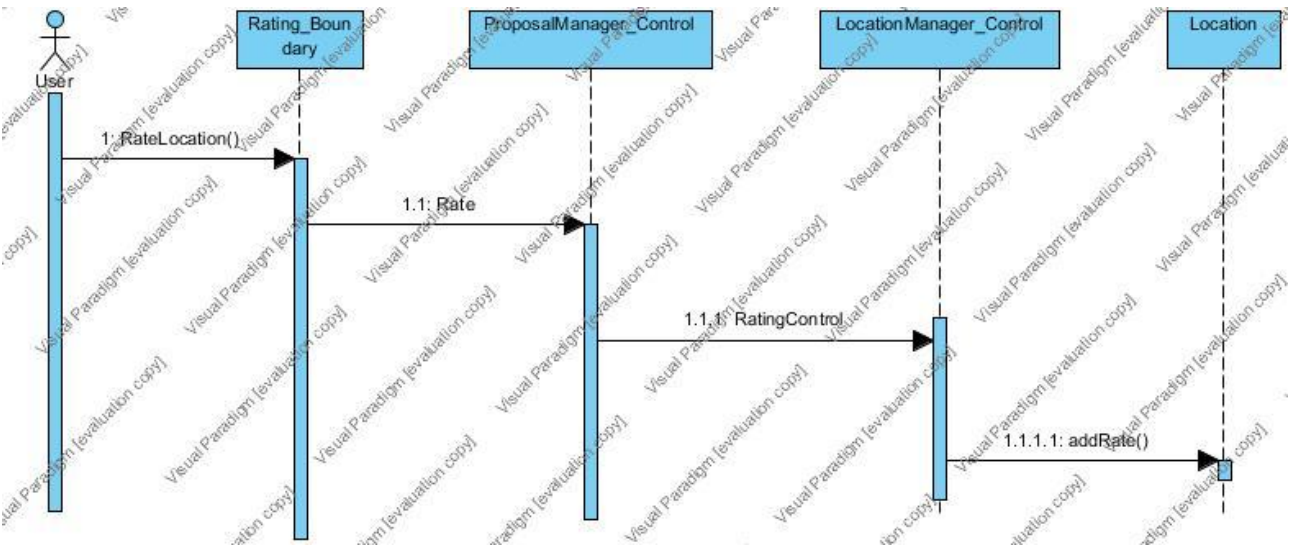 Rating_Boun
dary
ProposalManager_Control
LocationManager_Control
Location
User
1: RateLocation()
1.1: Rate
1.1.1: RatingControl
1.1.1.1: addRate()
Visual Paradigm [evaluation copy]